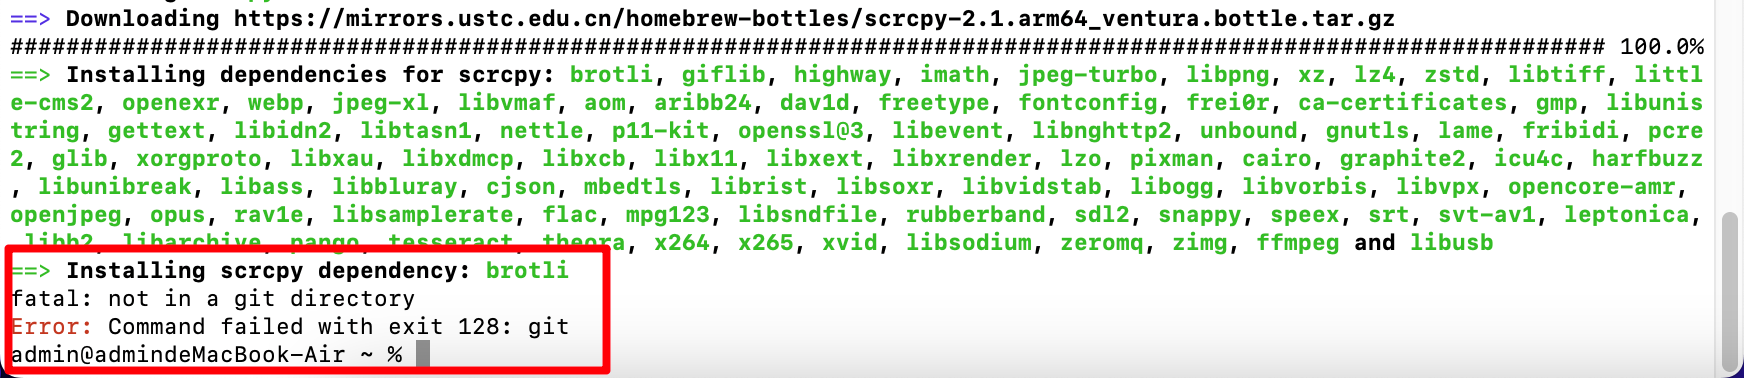 ==> Downloading https://mirrors.ustc.edu.cn/homebrew-bottles/scrcpy-2.1.arm64_ventura.bottle.tar.gz
################################################################################################################## 100.0%
==> Installing dependencies for scrcpy: brotli, giflib, highway, imath, jpeg-turbo, libpng, xz, lz4, zstd, libtiff, littl
e-cms2, openexr, webp, jpeg-xl, libvmaf, aom, aribb24, dav1d, freetype, fontconfig, frei0r, ca-certificates, gmp, libunis
tring, gettext, libidn2, libtasn1, nettle, p11-kit, openssl@3, libevent, libnghttp2, unbound, gnutls, lame, fribidi, pcre
2, glib, xorgproto, libxau, libxdmcp, libxcb, libx11, libxext, libxrender, lzo, pixman, cairo, graphite2, icu4c, harfbuzz
, libunibreak, libass, libbluray, cjson, mbedtls, librist, libsoxr, libvidstab, libogg, libvorbis, libvpx, opencore-amr,
openjpeg, opus, rav1e, libsamplerate, flac, mpg123, libsndfile, rubberband, sdl2, snappy, speex, srt, svt-av1, leptonica,
libb2, libarchive, pango, tesseract, theora, x264, x265, xvid, libsodium, zeromq, zimg, ffmpeg and libusb
==> Installing scrcpy dependency: brotli
fatal: not in a git directory
Error: Command failed with exit 128: git
admin@admindeMacBook-Air ~ %